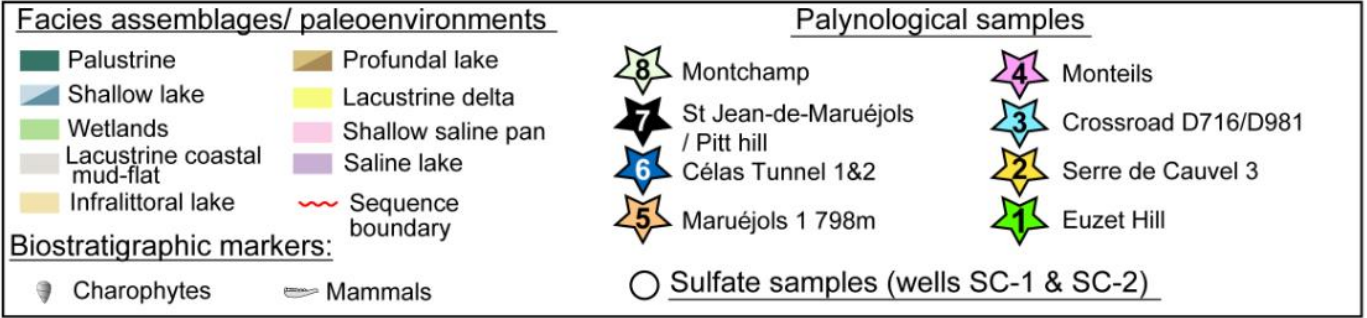 Facies assemblages/ paleoenvironments
Palustrine
Shallow lake
Wetlands
Lacustrine coastal
mud-flat
Infralittoral lake
Profundal lake
Lacustrine delta
Shallow saline pan
Saline lake
Sequence
boundary
Biostratigraphic markers:
Charophytes
Mammals
Palynological samples
8 Montchamp
7 St Jean-de-Maruéjols
/ Pitt hill
6 Célas Tunnel 1&2
5 Maruéjols 1 798m
4 Monteils
3 Crossroad D716/D981
2 Serre de Cauvel 3
1 Euzet Hill
Sulfate samples (wells SC-1 & SC-2)